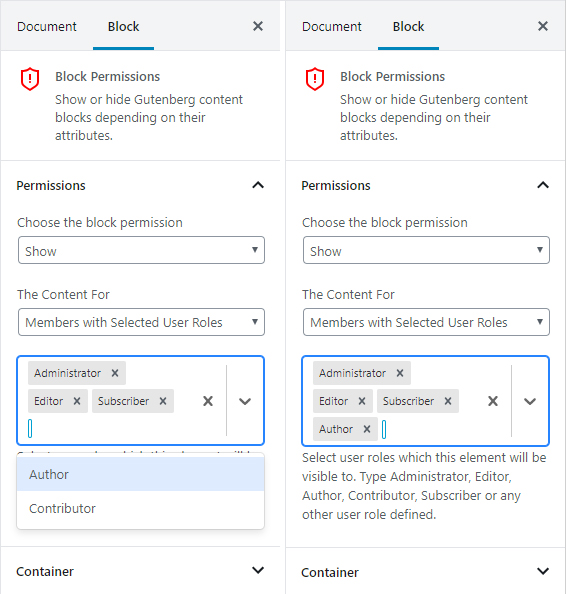 Document Block ×
Block Permissions
Show or hide Gutenberg content
blocks depending on their
attributes.
Permissions
Choose the block permission
Show
The Content For
Members with Selected User Roles
Administrator ×
Editor × Subscriber ×
Author
Contributor
Container
Document Block ×
Block Permissions
Show or hide Gutenberg content
blocks depending on their
attributes.
Permissions
Choose the block permission
Show
The Content For
Members with Selected User Roles
Administrator ×
Editor × Subscriber ×
Author ×
Select user roles which this element will be
visible to. Type Administrator, Editor,
Author, Contributor, Subscriber or any
other user role defined.
Container